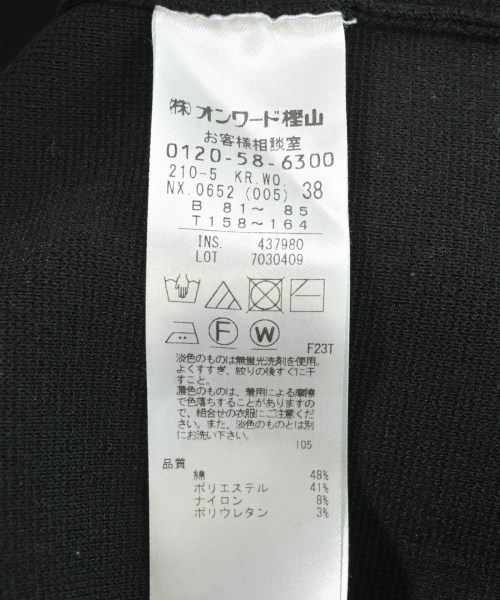 (株)オンワード樫山
お客様相談室
0120-58-6300
210-5 KR.WO.
NX.0652 (005) 38
B 81～ 85
T158～164
INS. 437980
LOT 7030409
F W
F23T
淡色のものは無蛍光洗剤を使用。
よくすすぎ、絞りの後すぐに干
すこと。
濃色のものは、着用による摩擦
で色落ちすることがありますの
で、組合せの衣服にご注意くだ
さい。また、淡色のものとは別
にお洗い下さい。
105
品質
綿 48%
ポリエステル 41%
ナイロン 8%
ポリウレタン 3%